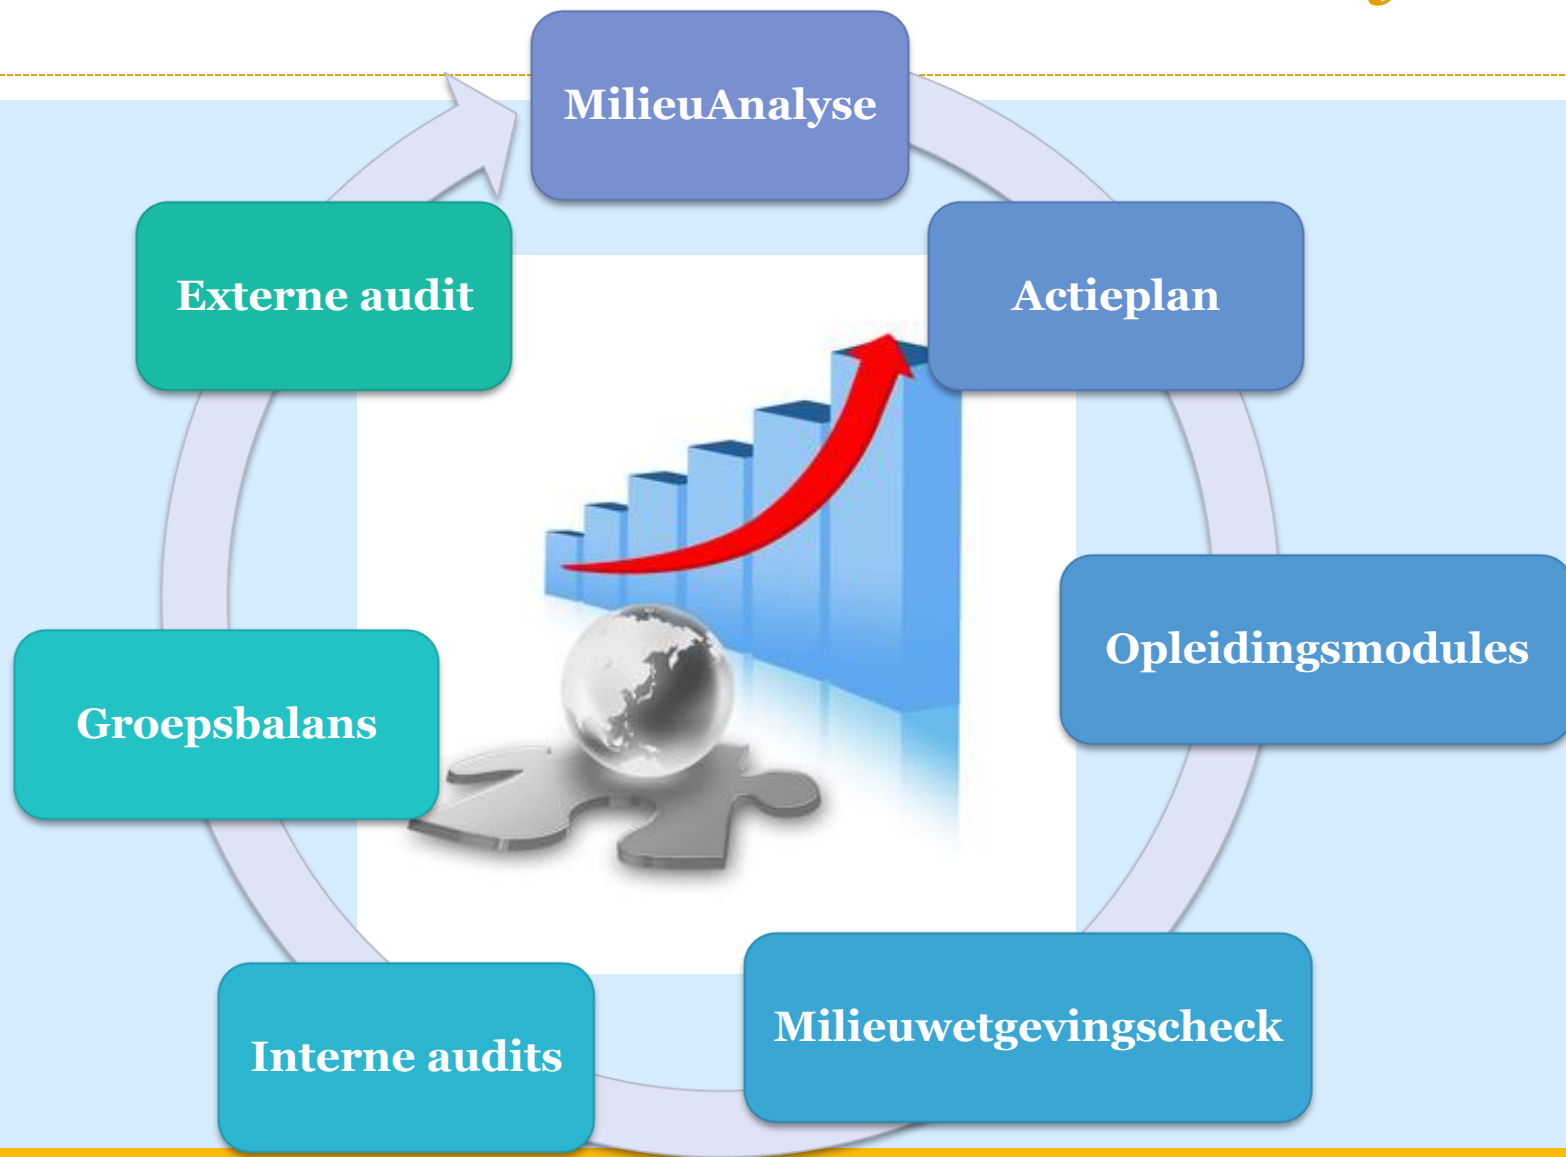 MilieuAnalyse
Actieplan
Opleidingsmodules
Milieuwetgevingscheck
Interne audits
Groepsbalans
Externe audit